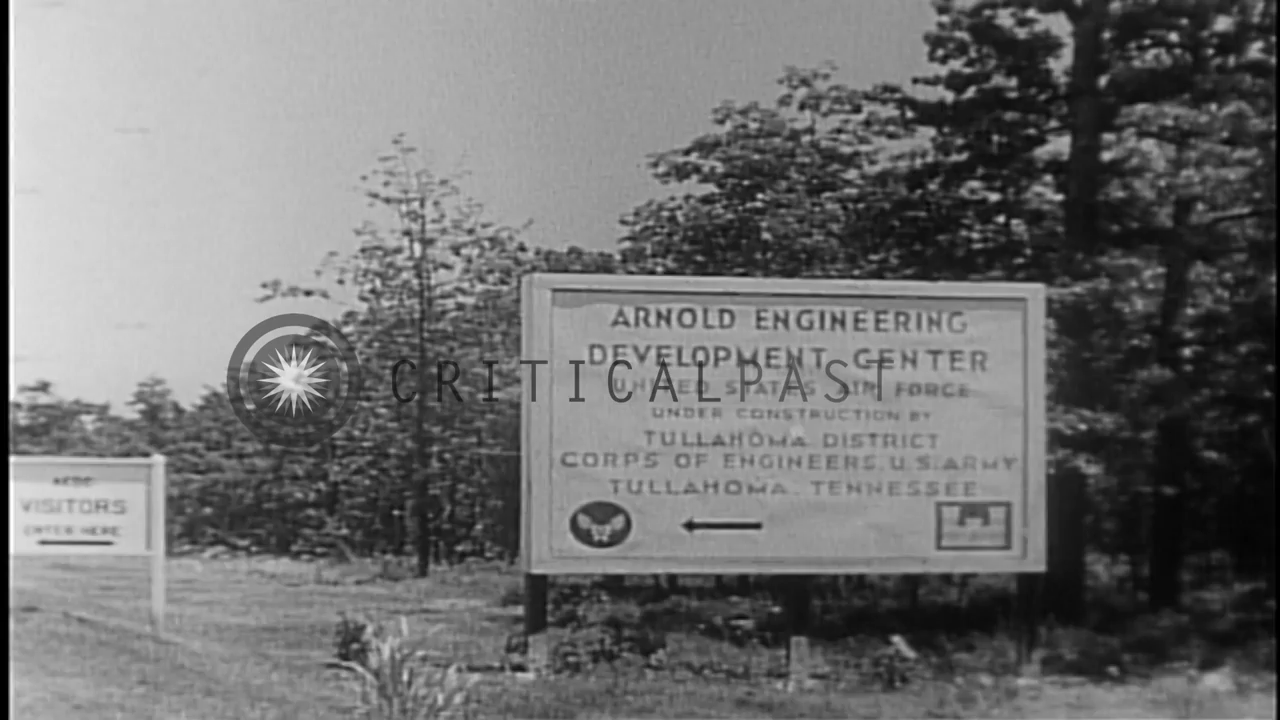 ARNOLD ENGINEERING
DEVELOPMENT CENTER
UNITED STATES AIR FORCE
UNDER CONSTRUCTION BY
TULLAHOMA DISTRICT
CORPS OF ENGINEERS, U.S. ARMY
TULLAHOMA, TENNESSEE
AEDC
VISITORS
ENTER HERE
CRITICALPAST